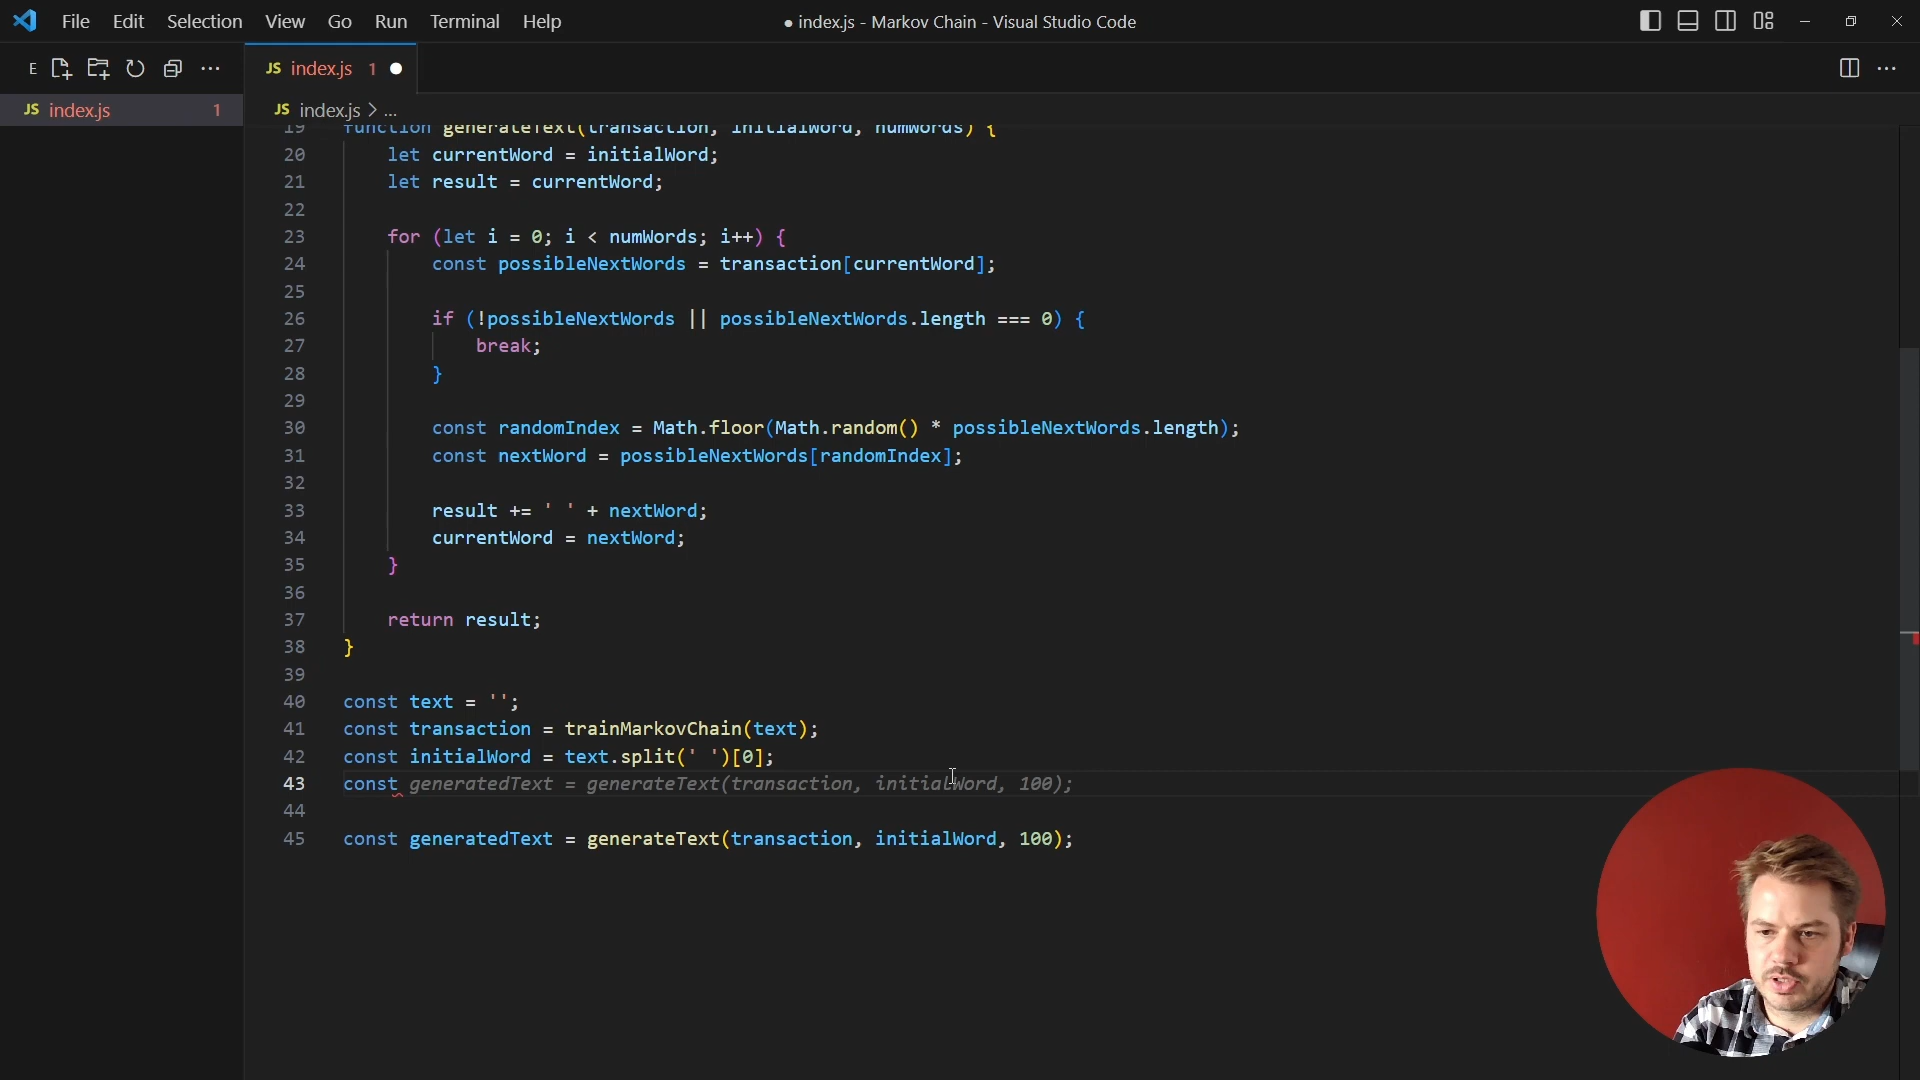 File Edit Selection View Go Run Terminal Help
● index.js - Markov Chain - Visual Studio Code
E
JS index.js 1
JS index.js 1
JS index.js > ...
19 function generateText(transaction, initialWord, numWords) {
20 let currentWord = initialWord;
21 let result = currentWord;
22
23 for (let i = 0; i < numWords; i++) {
24 const possibleNextWords = transaction[currentWord];
25
26 if (!possibleNextWords || possibleNextWords.length === 0) {
27 break;
28 }
29
30 const randomIndex = Math.floor(Math.random() * possibleNextWords.length);
31 const nextWord = possibleNextWords[randomIndex];
32
33 result += ' ' + nextWord;
34 currentWord = nextWord;
35 }
36
37 return result;
38 }
39
40 const text = '';
41 const transaction = trainMarkovChain(text);
42 const initialWord = text.split(' ')[0];
43 const generatedText = generateText(transaction, initialWord, 100);
44
45 const generatedText = generateText(transaction, initialWord, 100);